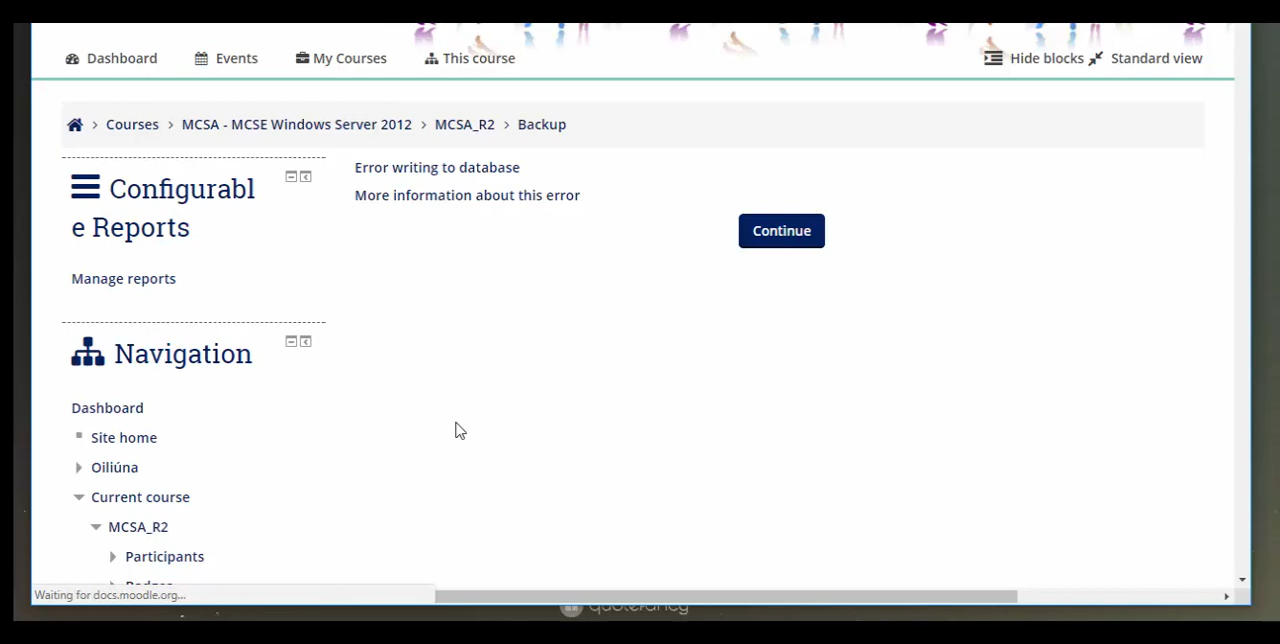 Dashboard Events My Courses This course Hide blocks Standard view
Courses > MCSA - MCSE Windows Server 2012 > MCSA_R2 > Backup
Configurabl
e Reports
Manage reports
Navigation
Dashboard
Site home
Oiliúna
Current course
MCSA_R2
Participants
Badges
Error writing to database
More information about this error
Continue
Waiting for docs.moodle.org...
quotefancy